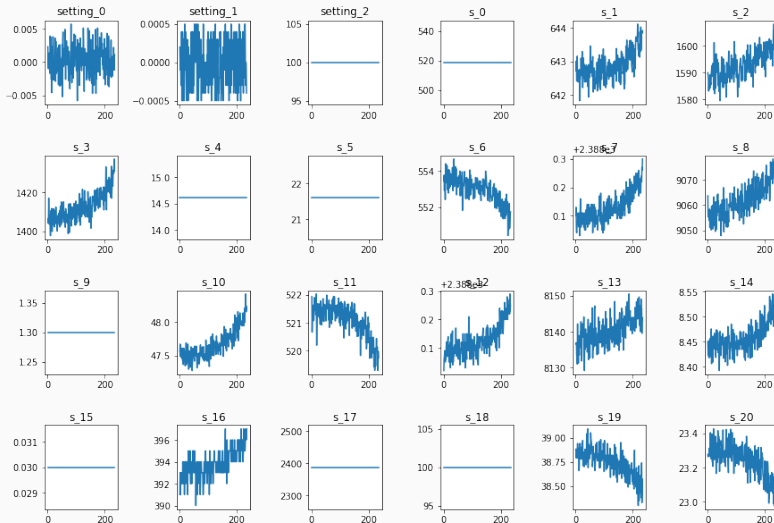 setting_0 setting_1 setting_2 s_0 s_1 s_2
0.005 0.0005 105 540 644 1600
0.000 0.0000 100 520 643 1590
−0.005 −0.0005 95 500 642 1580
0 200 0 200 0 200 0 200 0 200 0 200
s_3 s_4 s_5 s_6 s_7 s_8
+2.388e3
1420 15.0 22 554 0.3 9070
1400 14.5 21 552 0.2 9060
14.0 0.1 9050
0 200 0 200 0 200 0 200 0 200 0 200
s_9 s_10 s_11 s_12 s_13 s_14
+2.388e3
1.35 48.0 522 0.3 8150 8.55
1.30 47.5 521 0.2 8140 8.50
1.25 520 0.1 8130 8.45
8.40
0 200 0 200 0 200 0 200 0 200 0 200
s_15 s_16 s_17 s_18 s_19 s_20
0.031 396 2500 105 39.00 23.4
0.030 394 2400 100 38.75 23.2
0.029 392 2300 95 38.50 23.0
390
0 200 0 200 0 200 0 200 0 200 0 200